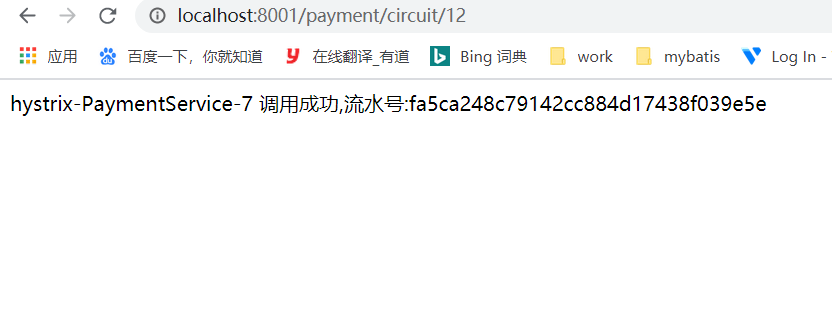 localhost:8001/payment/circuit/12
应用 百度一下，你就知道 在线翻译_有道 Bing 词典 work mybatis Log In -
hystrix-PaymentService-7 调用成功,流水号:fa5ca248c79142cc884d17438f039e5e